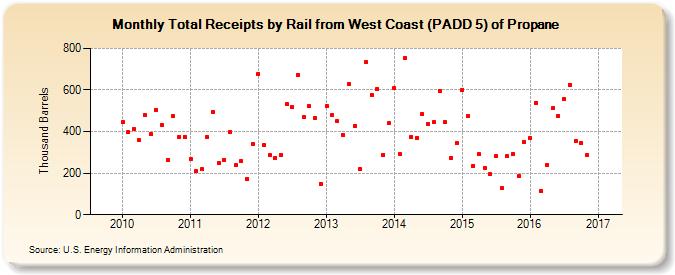 Monthly Total Receipts by Rail from West Coast (PADD 5) of Propane
Thousand Barrels
800
600
400
200
0
2010 2011 2012 2013 2014 2015 2016 2017
Source: U.S. Energy Information Administration